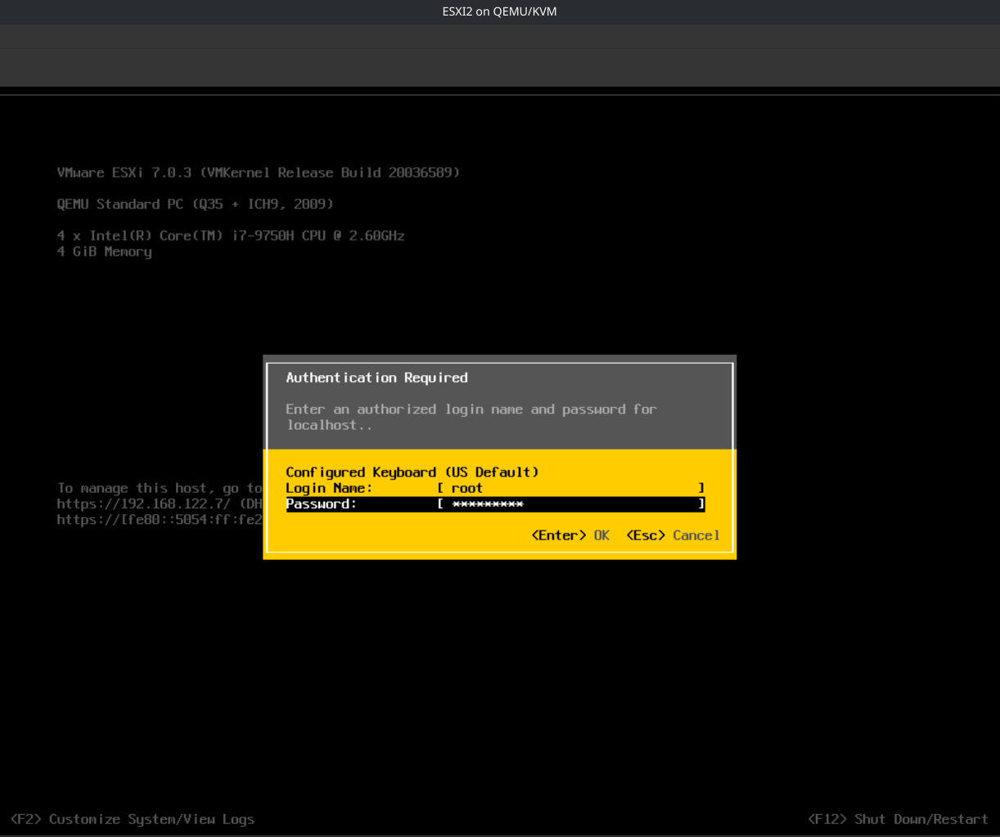 ESXI2 on QEMU/KVM
VMware ESXi 7.0.3 (VMKernel Release Build 20036589)
QEMU Standard PC (Q35 + ICH9, 2009)
4 x Intel(R) Core(TM) i7-9750H CPU @ 2.60GHz
4 GiB Memory
To manage this host, go to
https://192.168.122.7/ (DH
https://[fe80::5054:ff:fe2
Authentication Required
Enter an authorized login name and password for
localhost..
Configured Keyboard (US Default)
Login Name: [ root ]
Password: [ ********* ]
<Enter> OK <Esc> Cancel
<F2> Customize System/View Logs
<F12> Shut Down/Restart